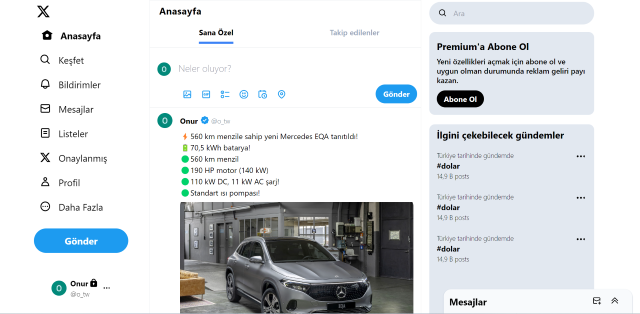 Anasayfa
Keşfet
Bildirimler
Mesajlar
Listeler
Onaylanmış
Profil
Daha Fazla
Gönder
O
Onur
@o_tw
Anasayfa
Sana Özel
Takip edilenler
O
Neler oluyor?
GIF
Gönder
O
Onur @o_tw
⚡ 560 km menzile sahip yeni Mercedes EQA tanıtıldı!
🔋 70,5 kWh batarya!
🟢 560 km menzil
🟢 190 HP motor (140 kW)
🟢 110 kW DC, 11 kW AC şarj!
🟢 Standart ısı pompası!
Ara
Premium'a Abone Ol
Yeni özellikleri açmak için abone ol ve
uygun olman durumunda reklam geliri payı
kazan.
Abone Ol
İlgini çekebilecek gündemler
Türkiye tarihinde gündemde
#dolar
14,9 B posts
Türkiye tarihinde gündemde
#dolar
14,9 B posts
Türkiye tarihinde gündemde
#dolar
14,9 B posts
Mesajlar